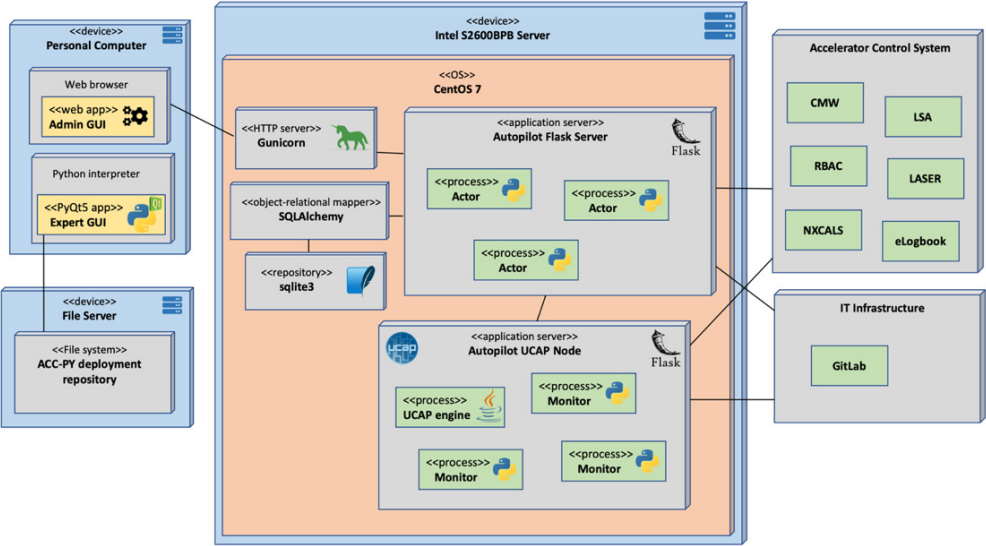 <<device>>
Personal Computer
Web browser
<<web app>>
Admin GUI
Python interpreter
<<PyQt5 app>>
Expert GUI
<<device>>
File Server
<<File system>>
ACC-PY deployment
repository
<<device>>
Intel S2600BPB Server
<<OS>>
CentOS 7
<<HTTP server>>
Gunicorn
<<object-relational mapper>>
SQLAlchemy
<<repository>>
sqlite3
<<application server>>
Autopilot Flask Server
Flask
<<process>>
Actor
<<process>>
Actor
<<process>>
Actor
<<application server>>
Autopilot UCAP Node
ucap
Flask
<<process>>
UCAP engine
<<process>>
Monitor
<<process>>
Monitor
<<process>>
Monitor
Accelerator Control System
CMW
LSA
RBAC
LASER
NXCALS
eLogbook
IT Infrastructure
GitLab